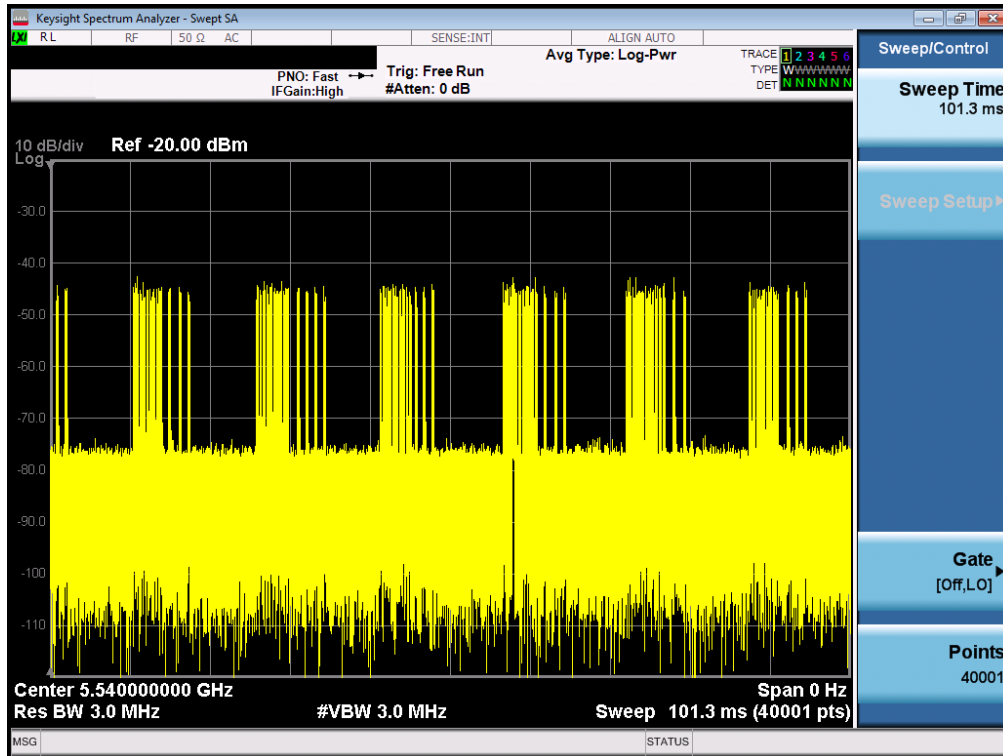 Keysight Spectrum Analyzer - Swept SA
LXI RL RF 50 Ω AC SENSE:INT ALIGN AUTO
Sweep/Control
Avg Type: Log-Pwr
TRACE 1 2 3 4 5 6
PNO: Fast Trig: Free Run
TYPE WWWWWW
IFGain:High #Atten: 0 dB
DET N N N N N N
Sweep Time
101.3 ms
10 dB/div Ref -20.00 dBm
Log
Sweep Setup
-30.0
-40.0
-50.0
-60.0
-70.0
-80.0
-90.0
-100
-110
Gate
[Off,LO]
Points
40001
Center 5.540000000 GHz Span 0 Hz
Res BW 3.0 MHz #VBW 3.0 MHz Sweep 101.3 ms (40001 pts)
MSG STATUS